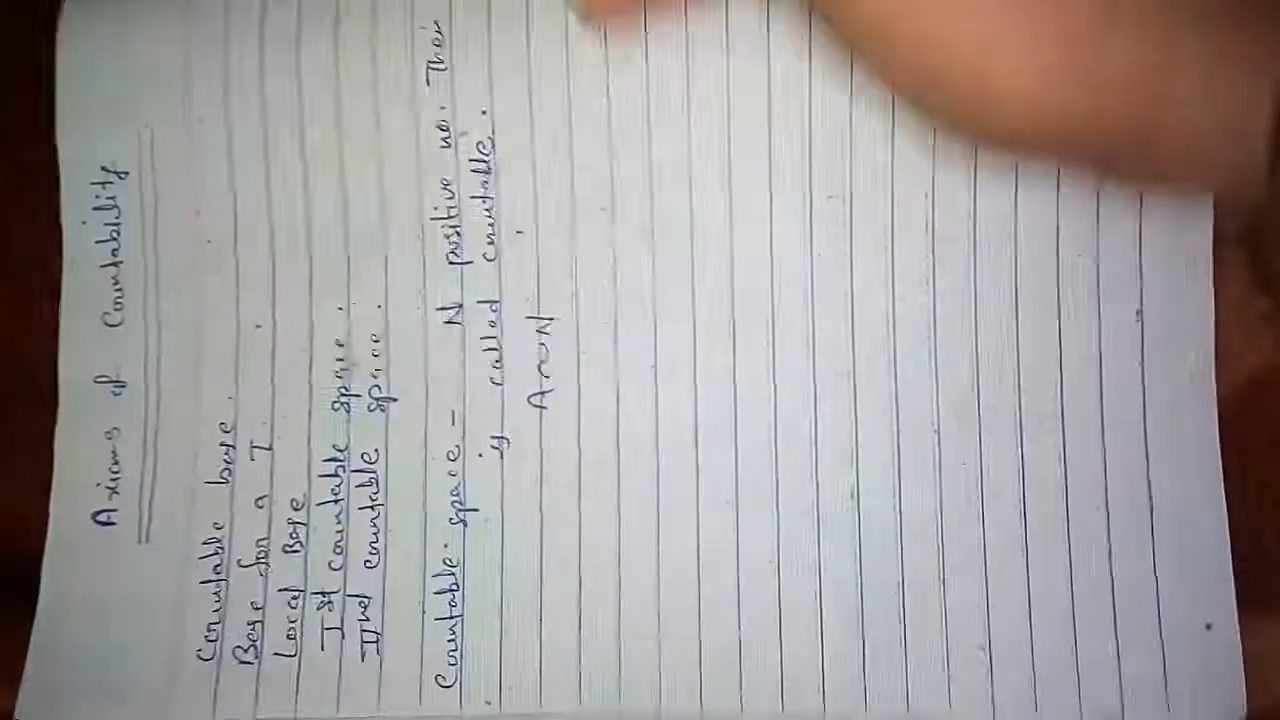 Axioms of Countability
Countable base.
Base for a T.
Local Base
Ist countable space.
IInd countable space.
Countable space - N positive no. Then
is called countable.
A ~ N